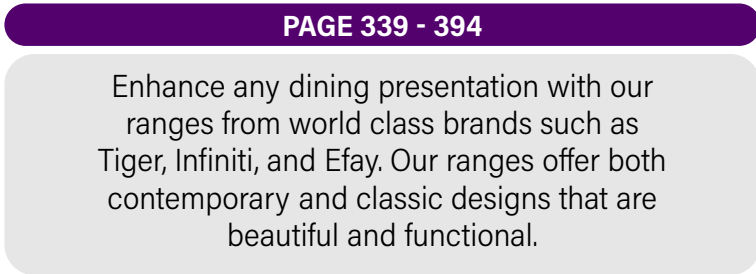 PAGE 339 - 394
Enhance any dining presentation with our
ranges from world class brands such as
Tiger, Infiniti, and Efay. Our ranges offer both
contemporary and classic designs that are
beautiful and functional.